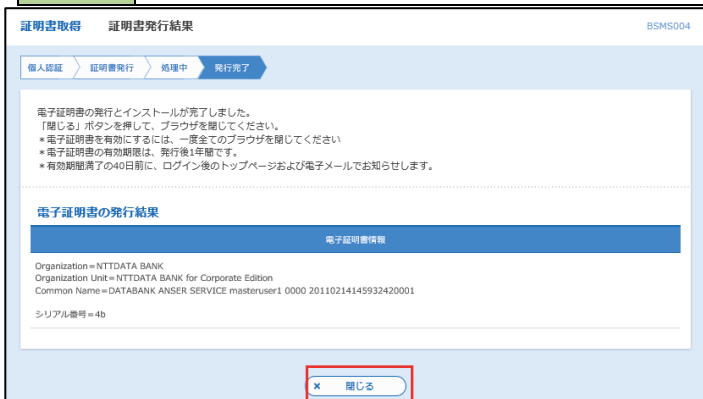 証明書取得 証明書発行結果 BSMS004
個人認証 証明書発行 処理中 発行完了
電子証明書の発行とインストールが完了しました。
「閉じる」ボタンを押して、ブラウザを閉じてください。
*電子証明書を有効にするには、一度全てのブラウザを閉じてください
*電子証明書の有効期限は、発行後1年間です。
*有効期間満了の40日前に、ログイン後のトップページおよび電子メールでお知らせします。
電子証明書の発行結果
電子証明書情報
Organization=NTTDATA BANK
Organization Unit=NTTDATA BANK for Corporate Edition
Common Name=DATABANK ANSER SERVICE masteruser1 0000 20110214145932420001
シリアル番号=4b
× 閉じる